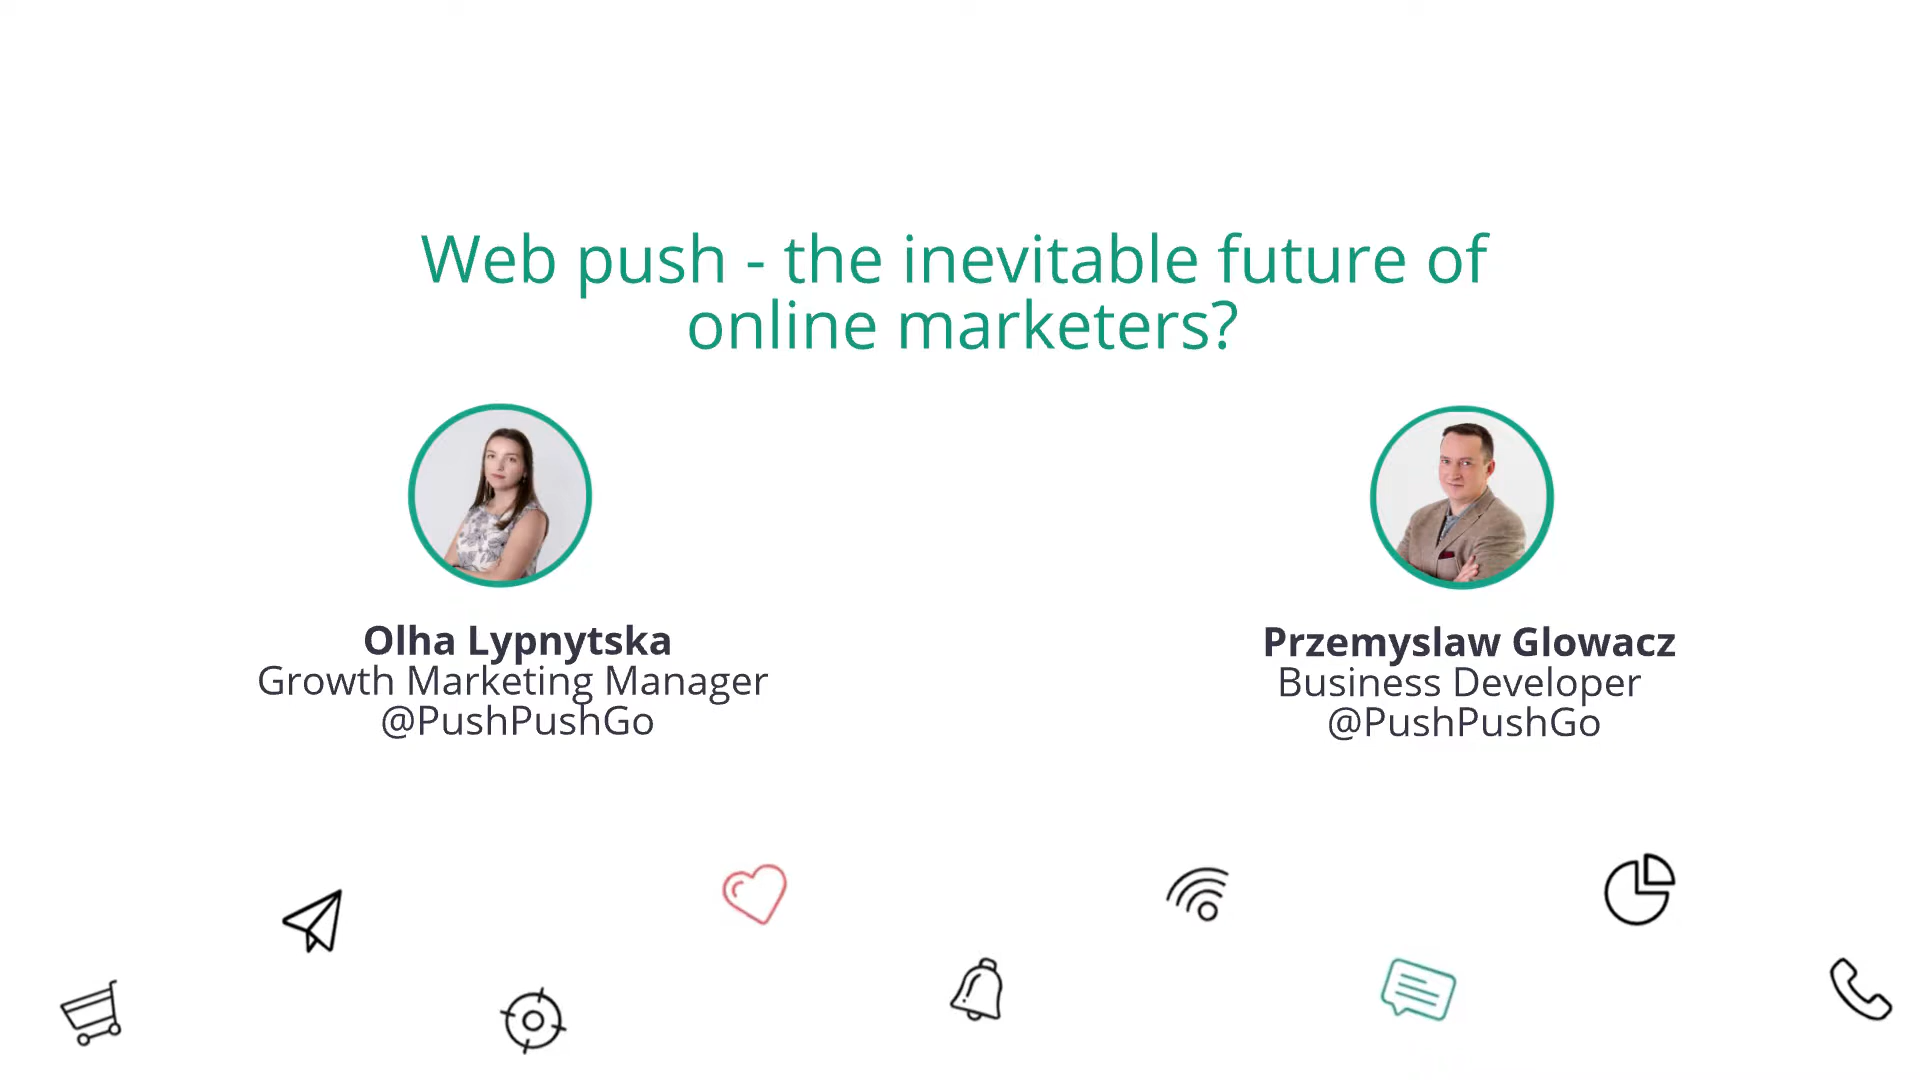 Web push - the inevitable future of
online marketers?
Olha Lypnytska
Growth Marketing Manager
@PushPushGo
Przemyslaw Glowacz
Business Developer
@PushPushGo